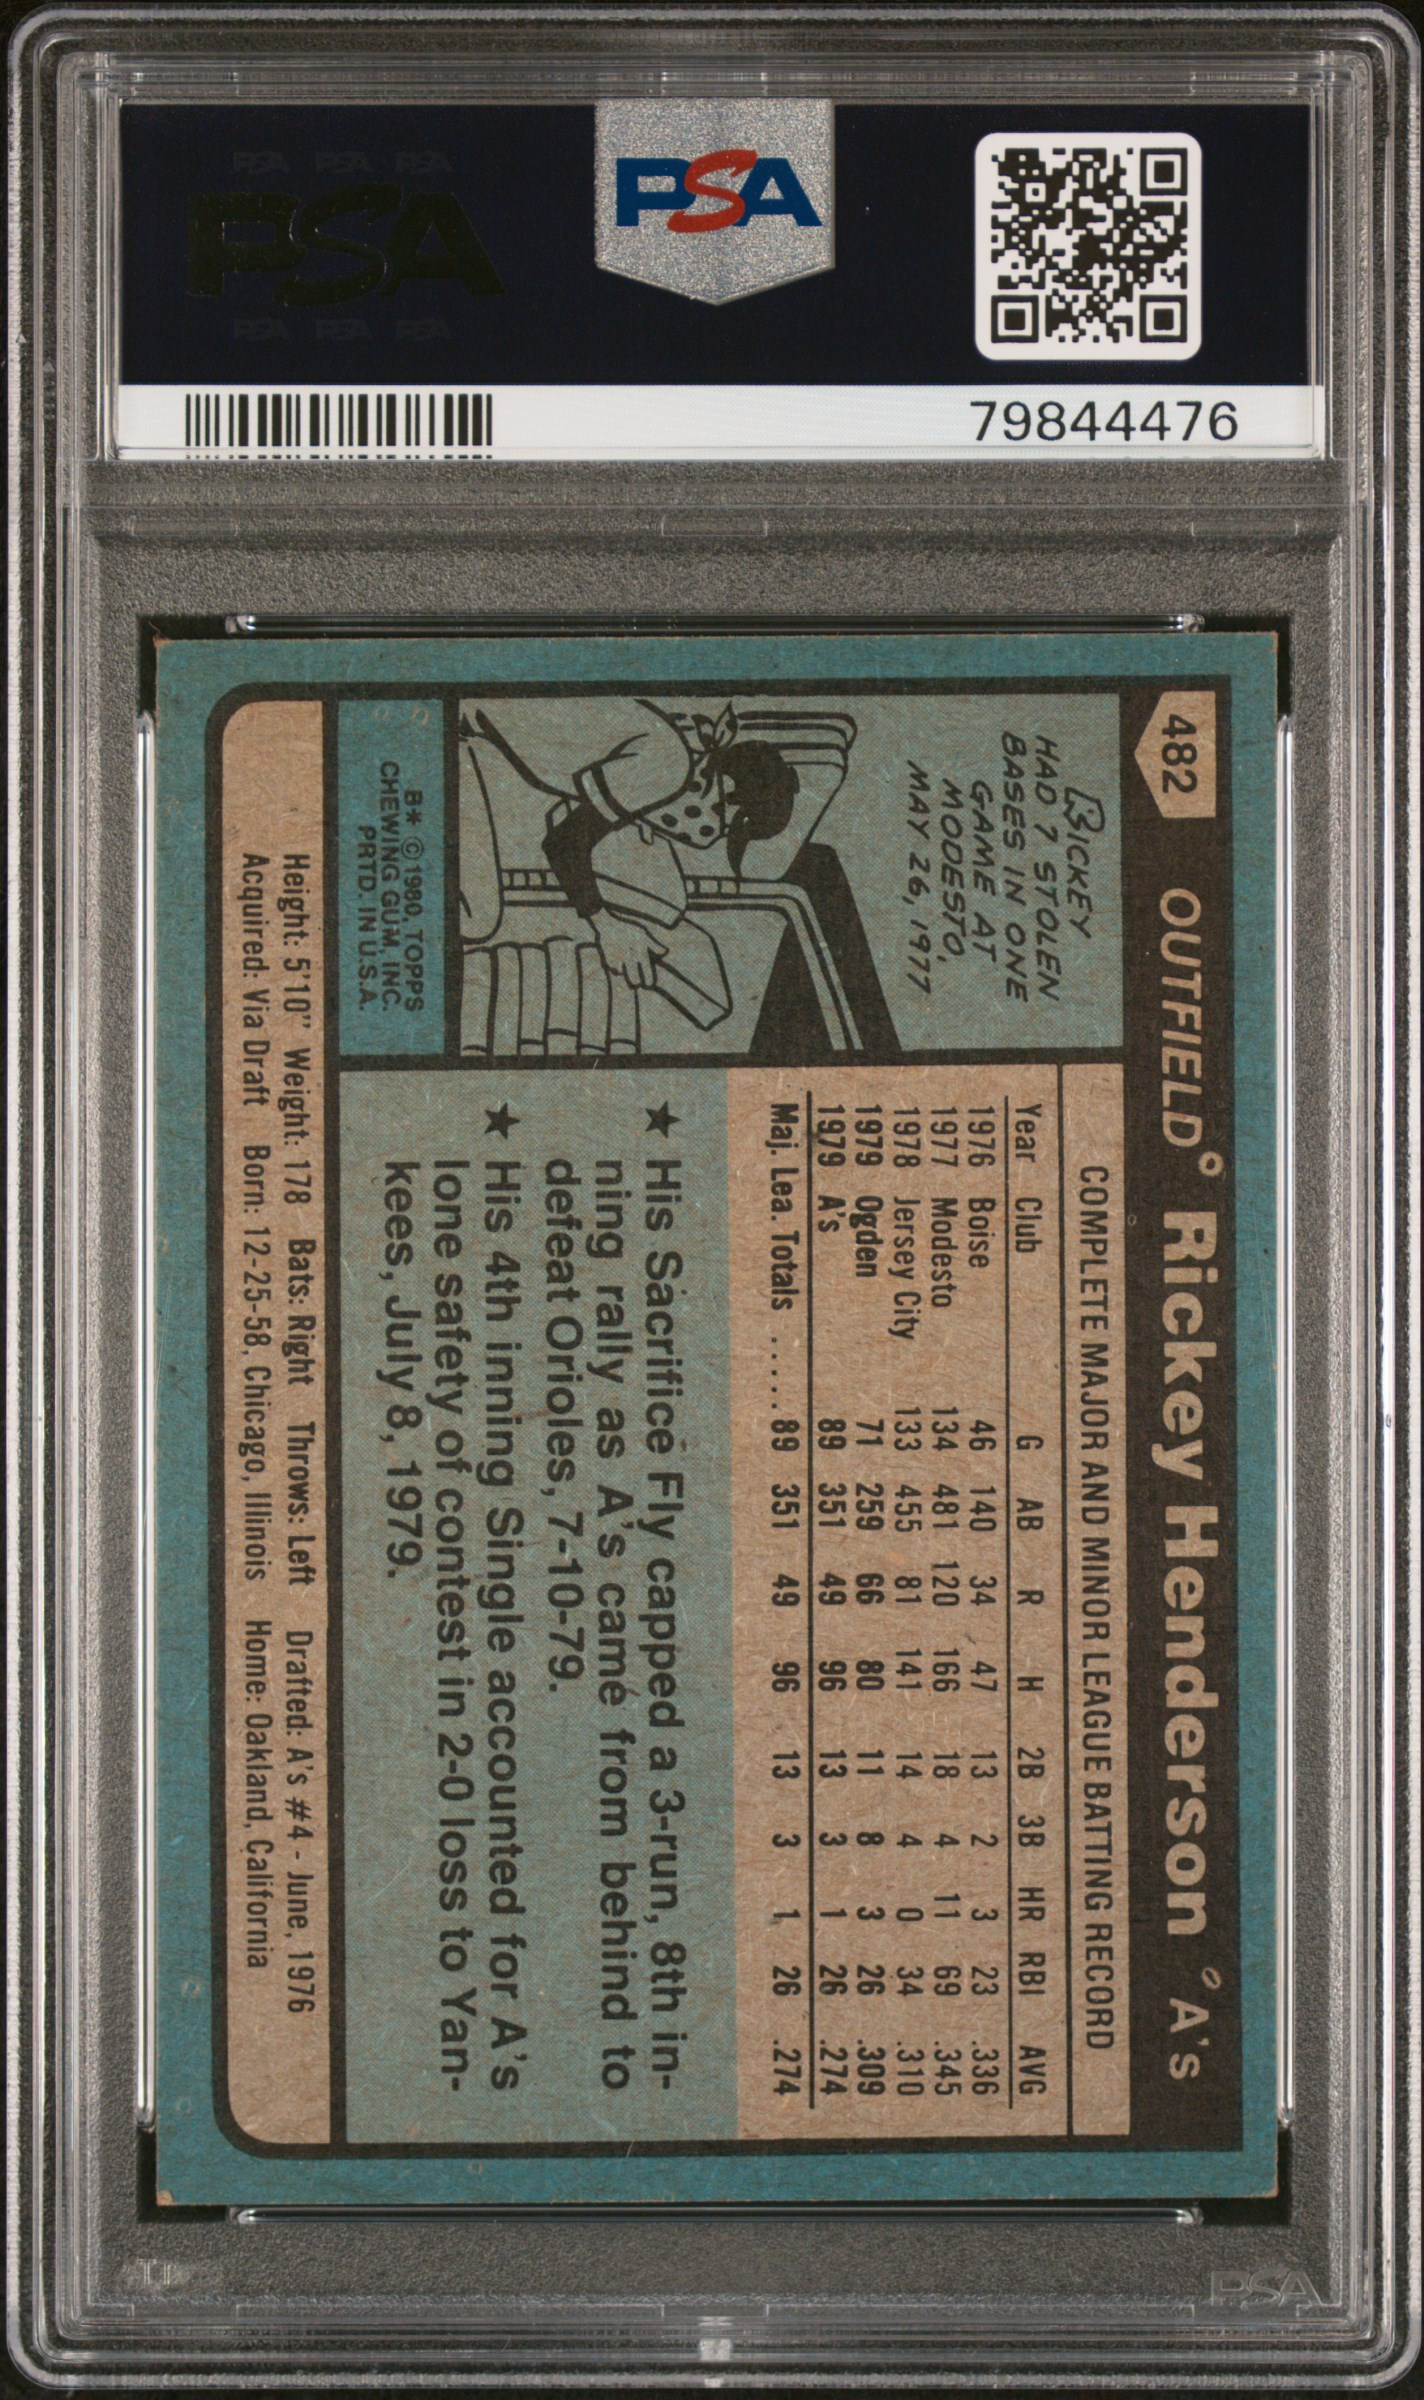 PSA PSA PSA
PSA
PSA PSA PSA
PSA
79844476
482 OUTFIELD° Rickey Henderson °A's
RICKEY
HAD 7 STOLEN
BASES IN ONE
GAME AT
MODESTO,
MAY 26, 1977
B* ©1980, TOPPS
CHEWING GUM, INC.
PRTD. IN U.S.A.
COMPLETE MAJOR AND MINOR LEAGUE BATTING RECORD
Year Club G AB R H 2B 3B HR RBI AVG
1976 Boise 46 140 34 47 13 2 3 23 .336
1977 Modesto 134 481 120 166 18 4 11 69 .345
1978 Jersey City 133 455 81 141 14 4 0 34 .310
1979 Ogden 71 259 66 80 11 8 3 26 .309
1979 A's 89 351 49 96 13 3 1 26 .274
Maj. Lea. Totals ..... 89 351 49 96 13 3 1 26 .274
★ His Sacrifice Fly capped a 3-run, 8th in-
ning rally as A's came from behind to
defeat Orioles, 7-10-79.
★ His 4th inning Single accounted for A's
lone safety of contest in 2-0 loss to Yan-
kees, July 8, 1979.
Height: 5'10" Weight: 178 Bats: Right Throws: Left Drafted: A's #4 - June, 1976
Acquired: Via Draft Born: 12-25-58, Chicago, Illinois Home: Oakland, California
PSA